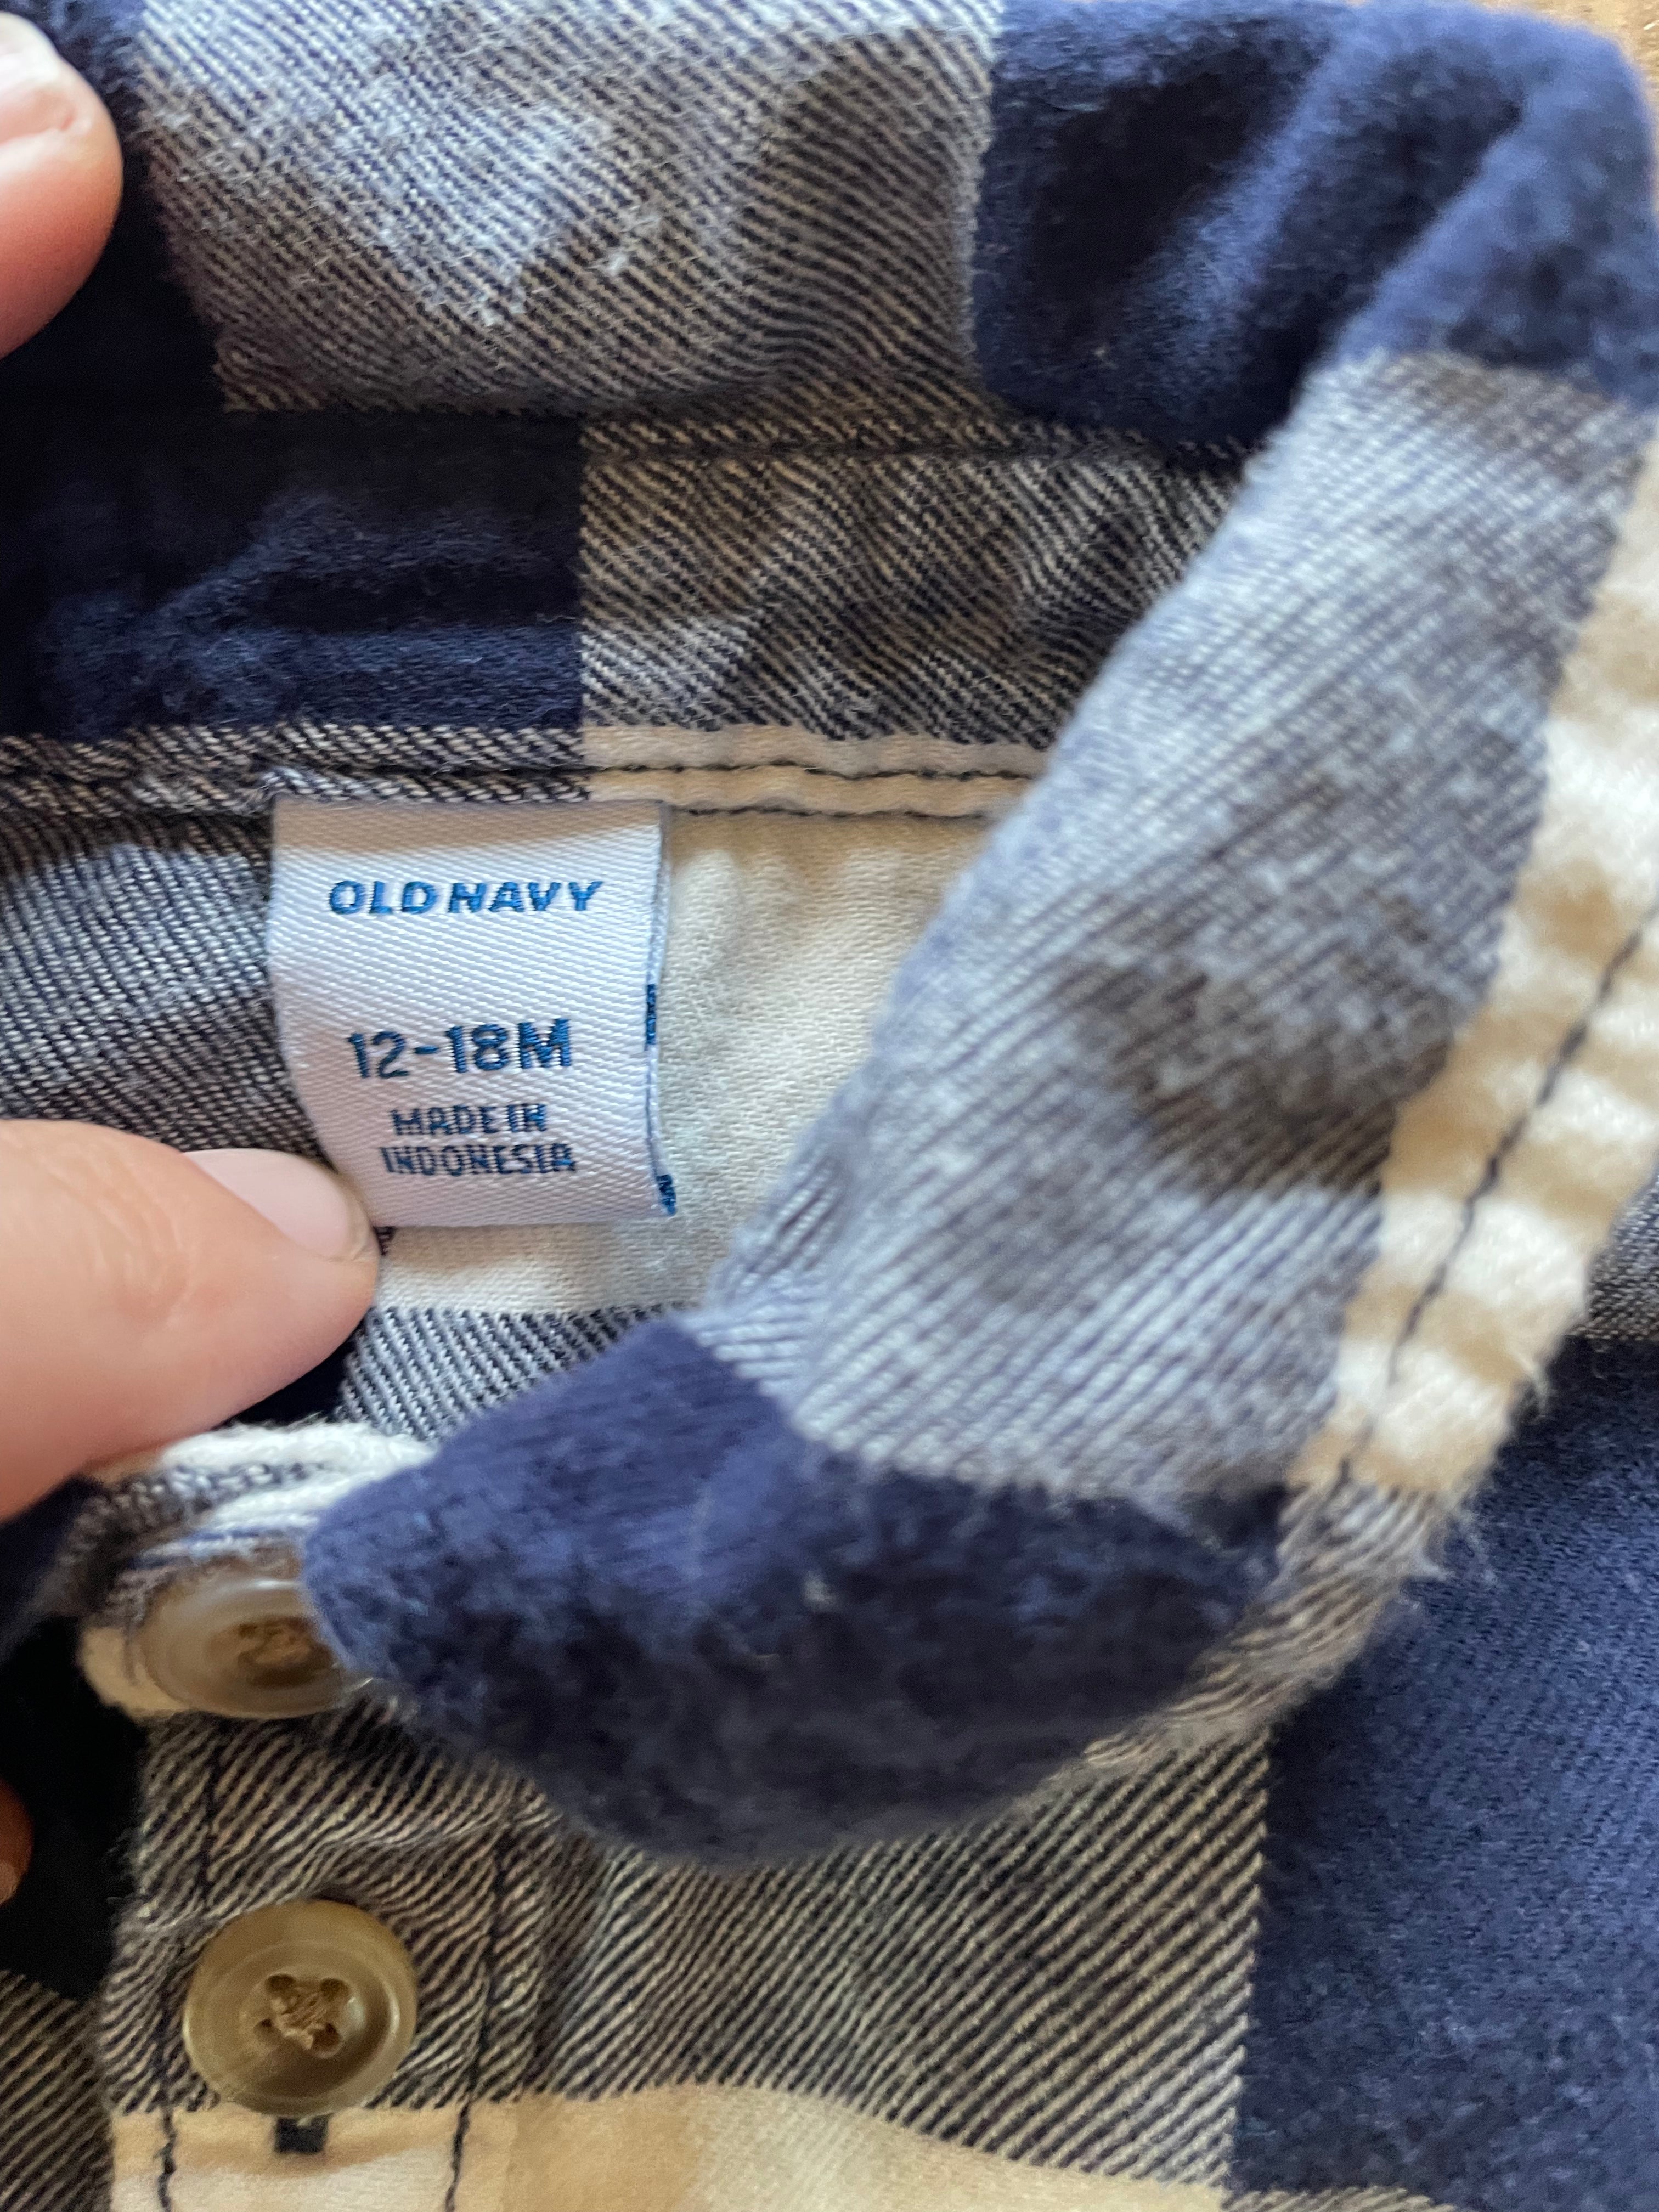 OLD NAVY
12-18M
MADE IN
INDONESIA